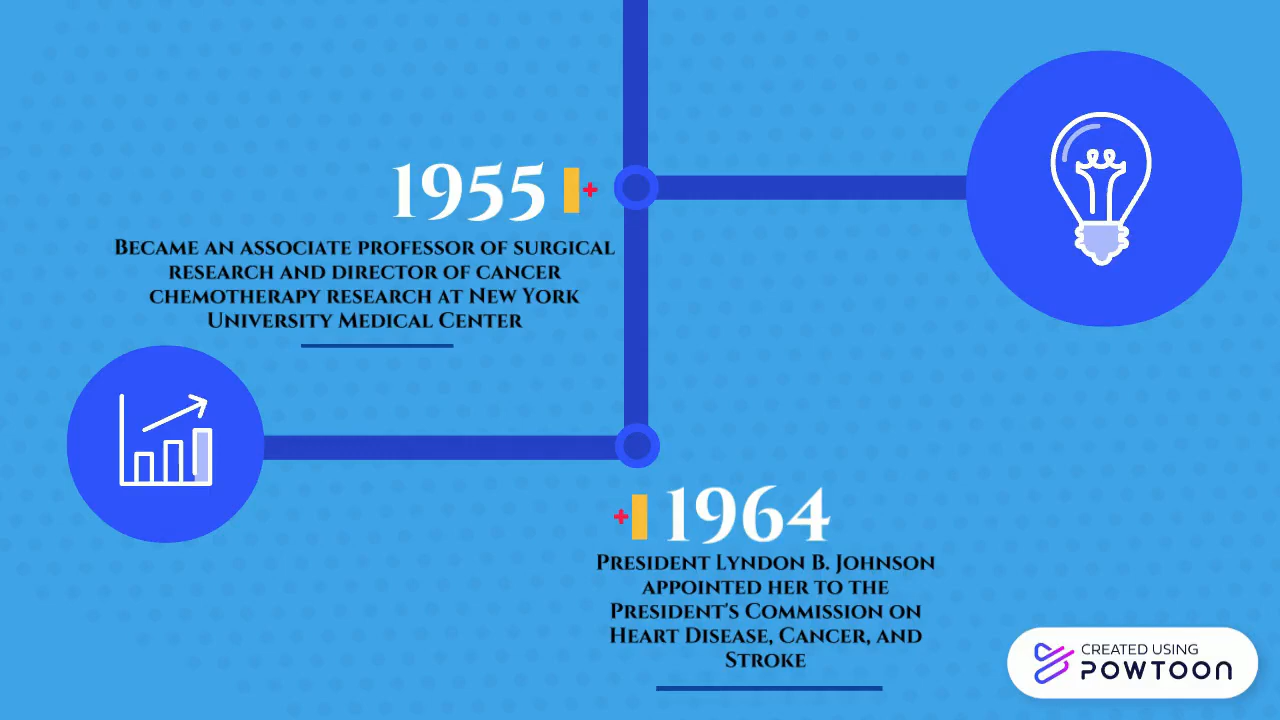 1955
Became an associate professor of surgical
research and director of cancer
chemotherapy research at New York
University Medical Center
1964
President Lyndon B. Johnson
appointed her to the
President's Commission on
Heart Disease, Cancer, and
Stroke
CREATED USING
POWTOON